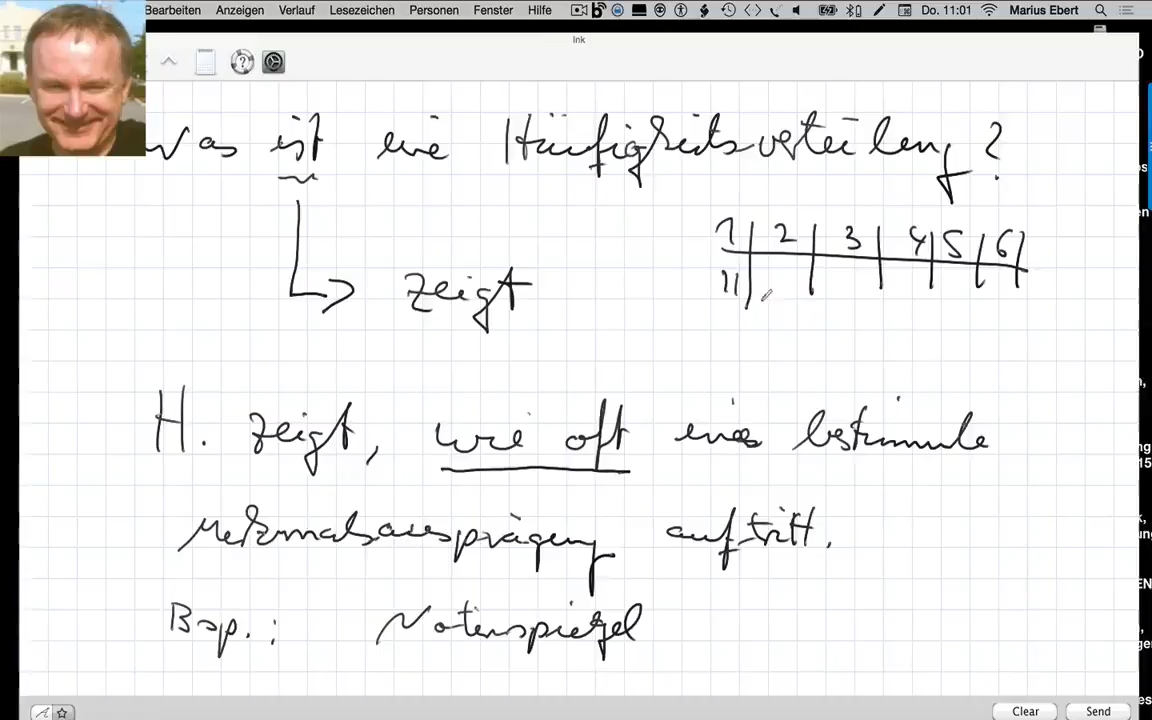 Bearbeiten Anzeigen Verlauf Lesezeichen Personen Fenster Hilfe Do. 11:01 Marius Ebert
Ink
Was ist eine Häufigkeitsverteilung?
1 2 3 4 5 6
11
zeigt
H. zeigt, wie oft eine bestimmte
Merkmalsausprägung auftritt.
Bsp.: Notenspiegel
Clear Send